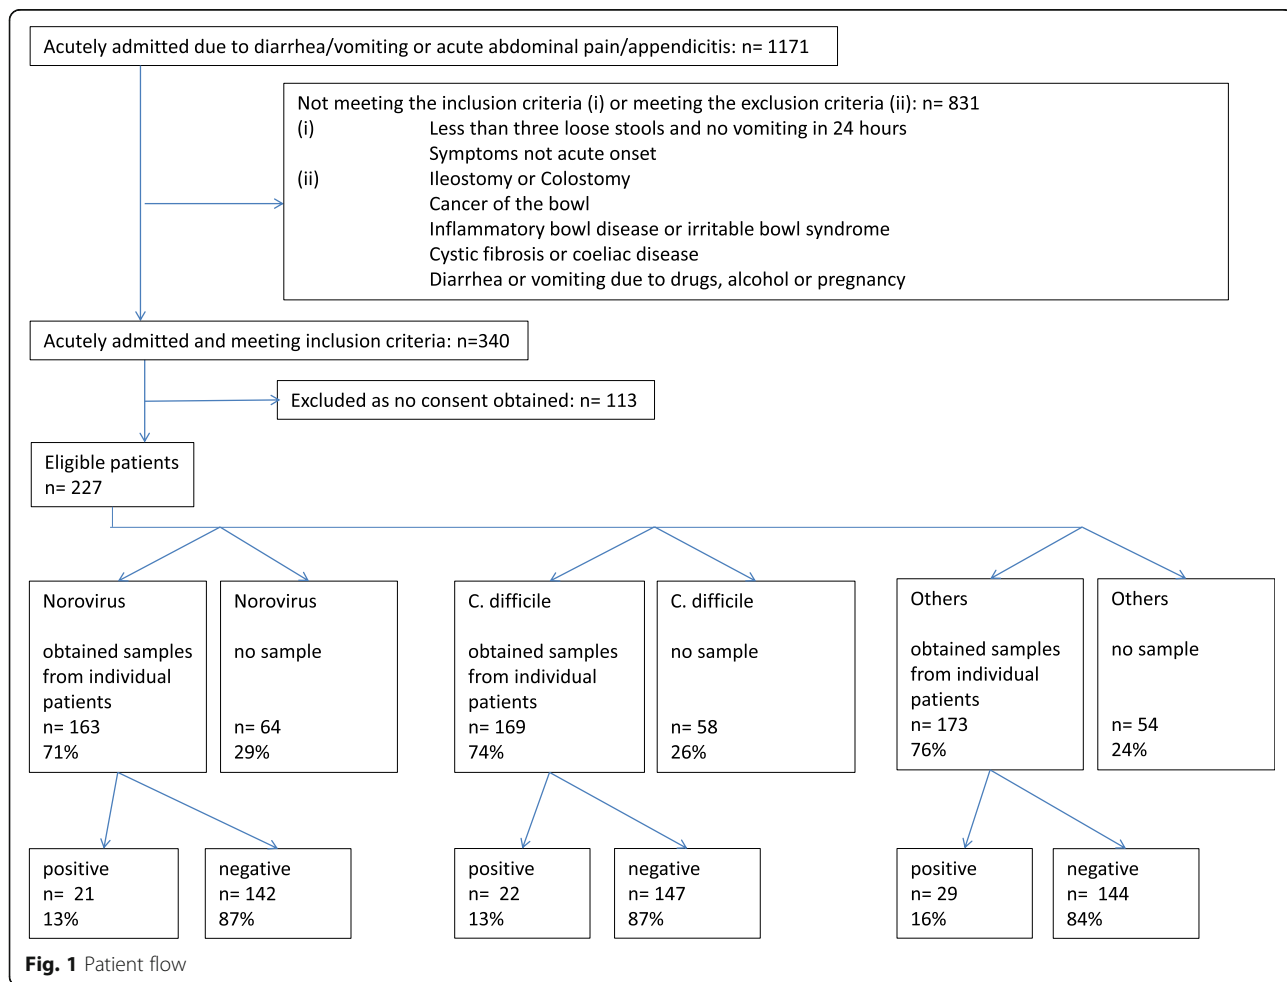 Acutely admitted due to diarrhea/vomiting or acute abdominal pain/appendicitis: n= 1171
Not meeting the inclusion criteria (i) or meeting the exclusion criteria (ii): n= 831
(i) Less than three loose stools and no vomiting in 24 hours
Symptoms not acute onset
(ii) Ileostomy or Colostomy
Cancer of the bowl
Inflammatory bowl disease or irritable bowl syndrome
Cystic fibrosis or coeliac disease
Diarrhea or vomiting due to drugs, alcohol or pregnancy
Acutely admitted and meeting inclusion criteria: n=340
Excluded as no consent obtained: n= 113
Eligible patients
n= 227
Norovirus
obtained samples
from individual
patients
n= 163
71%
Norovirus
no sample
n= 64
29%
C. difficile
obtained samples
from individual
patients
n= 169
74%
C. difficile
no sample
n= 58
26%
Others
obtained samples
from individual
patients
n= 173
76%
Others
no sample
n= 54
24%
positive
n= 21
13%
negative
n= 142
87%
positive
n= 22
13%
negative
n= 147
87%
positive
n= 29
16%
negative
n= 144
84%
Fig. 1 Patient flow